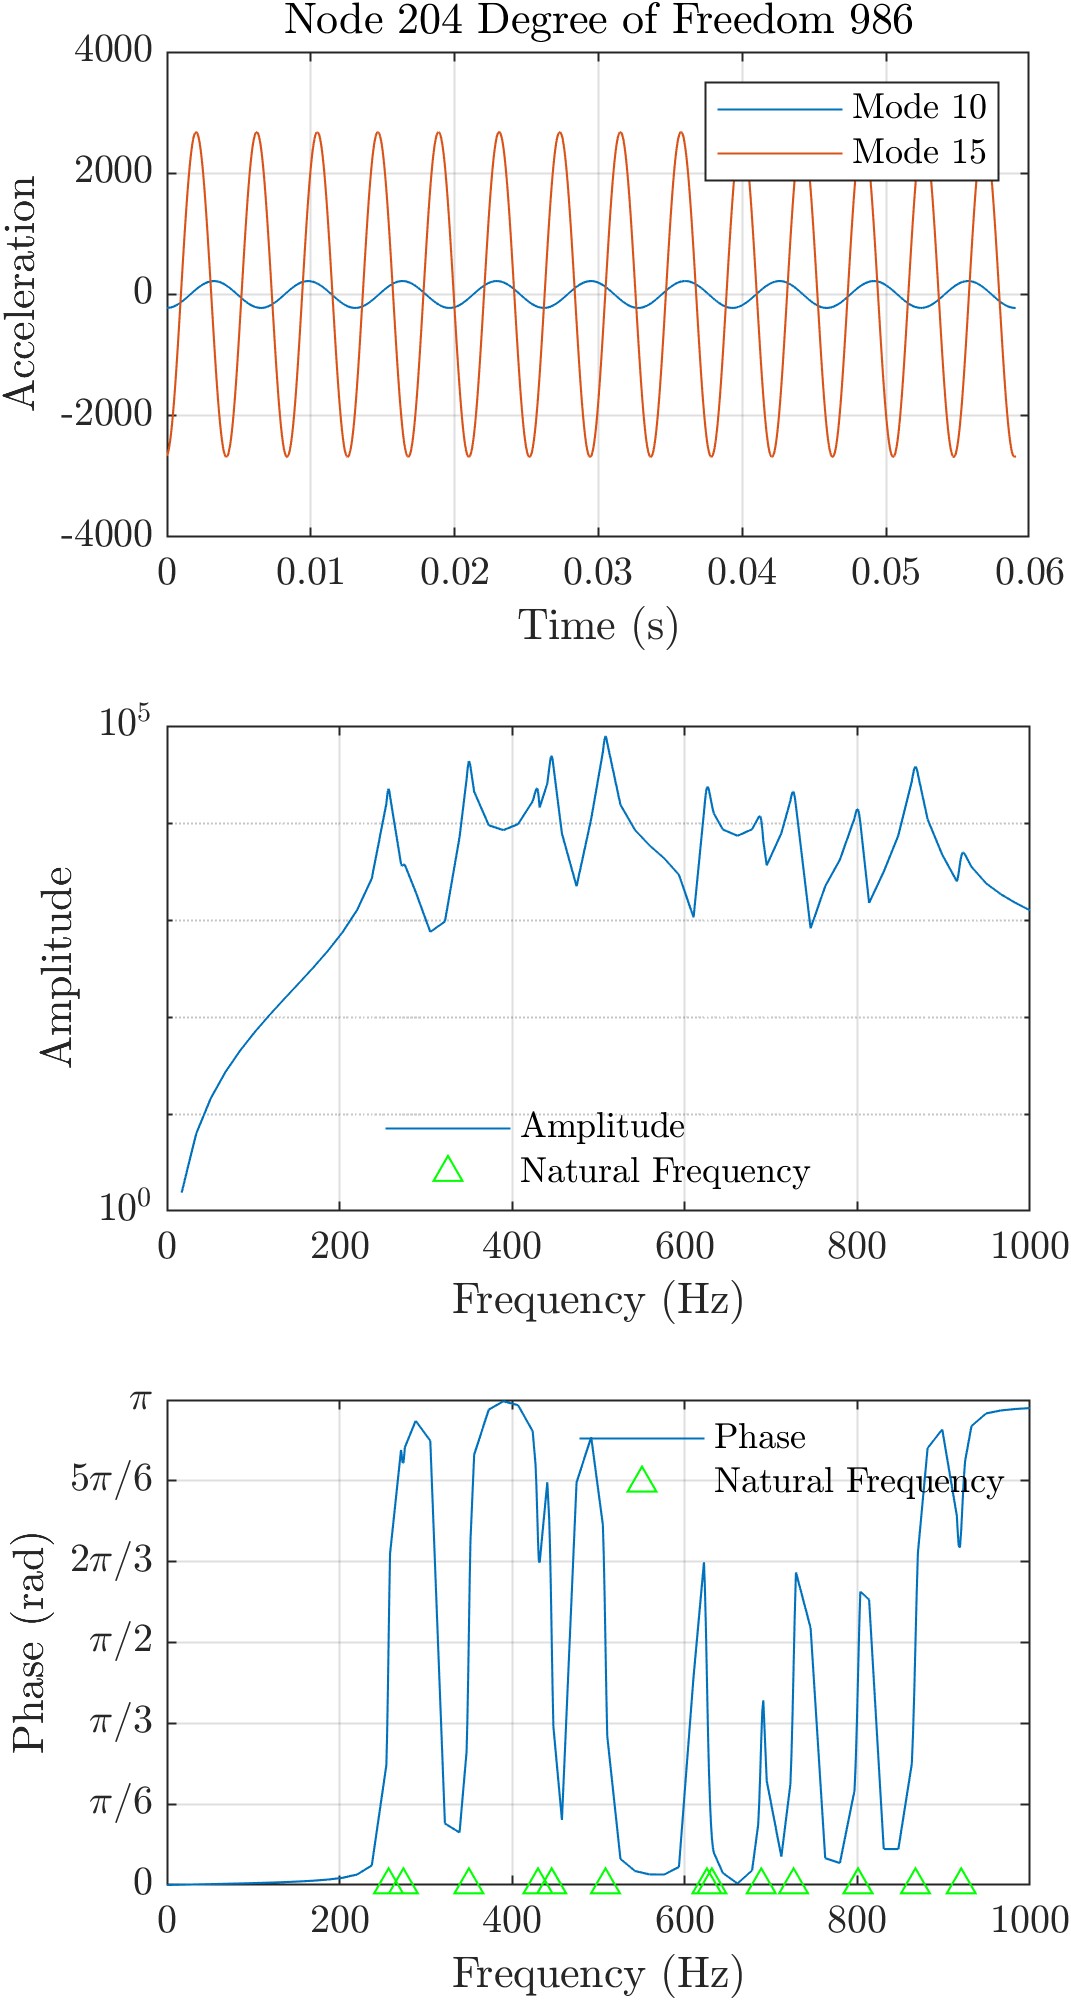 Node 204 Degree of Freedom 986
4000
2000
0
-2000
-4000
Acceleration
Mode 10
Mode 15
0 0.01 0.02 0.03 0.04 0.05 0.06
Time (s)
10^5
10^0
Amplitude
Amplitude
Natural Frequency
0 200 400 600 800 1000
Frequency (Hz)
π
5π/6
2π/3
π/2
π/3
π/6
0
Phase (rad)
Phase
Natural Frequency
0 200 400 600 800 1000
Frequency (Hz)